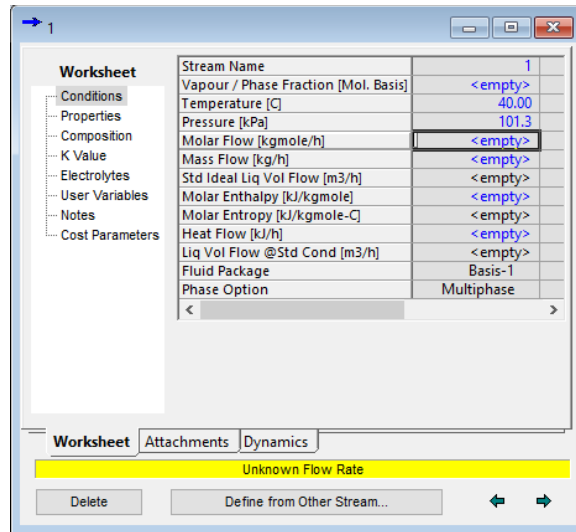 1
Worksheet
Conditions
Properties
Composition
K Value
Electrolytes
User Variables
Notes
Cost Parameters
Stream Name 1
Vapour / Phase Fraction [Mol. Basis] <empty>
Temperature [C] 40.00
Pressure [kPa] 101.3
Molar Flow [kgmole/h] <empty>
Mass Flow [kg/h] <empty>
Std Ideal Liq Vol Flow [m3/h] <empty>
Molar Enthalpy [kJ/kgmole] <empty>
Molar Entropy [kJ/kgmole-C] <empty>
Heat Flow [kJ/h] <empty>
Liq Vol Flow @Std Cond [m3/h] <empty>
Fluid Package Basis-1
Phase Option Multiphase
Worksheet Attachments Dynamics
Unknown Flow Rate
Delete Define from Other Stream...